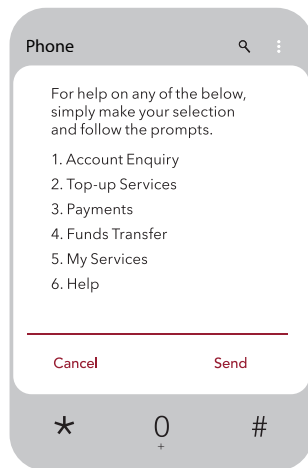 Phone
For help on any of the below,
simply make your selection
and follow the prompts.
1. Account Enquiry
2. Top-up Services
3. Payments
4. Funds Transfer
5. My Services
6. Help
Cancel Send
* 0 #
+